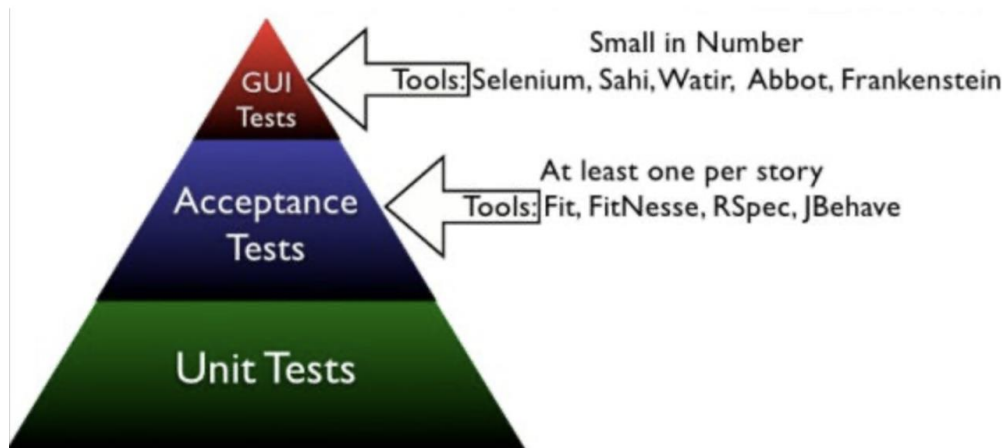 Small in Number
GUI
Tests
Tools: Selenium, Sahi, Watir, Abbot, Frankenstein
At least one per story
Acceptance
Tests
Tools: Fit, FitNesse, RSpec, JBehave
Unit Tests